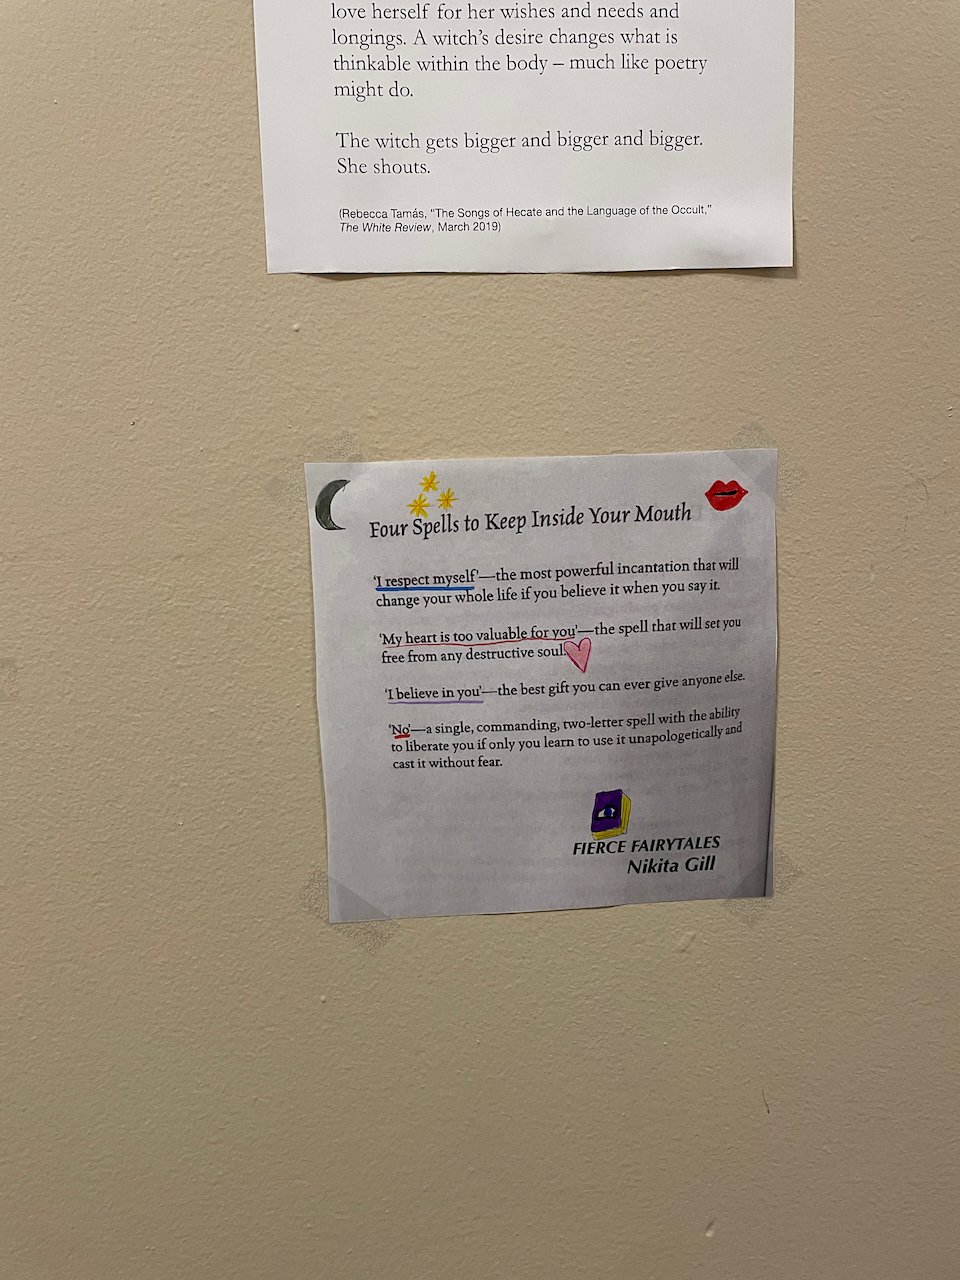 love herself for her wishes and needs and
longings. A witch’s desire changes what is
thinkable within the body – much like poetry
might do.
The witch gets bigger and bigger and bigger.
She shouts.
(Rebecca Tamás, “The Songs of Hecate and the Language of the Occult,”
The White Review, March 2019)
Four Spells to Keep Inside Your Mouth
‘I respect myself’—the most powerful incantation that will
change your whole life if you believe it when you say it.
‘My heart is too valuable for you’—the spell that will set you
free from any destructive soul.
‘I believe in you’—the best gift you can ever give anyone else.
‘No’—a single, commanding, two-letter spell with the ability
to liberate you if only you learn to use it unapologetically and
cast it without fear.
FIERCE FAIRYTALES
Nikita Gill